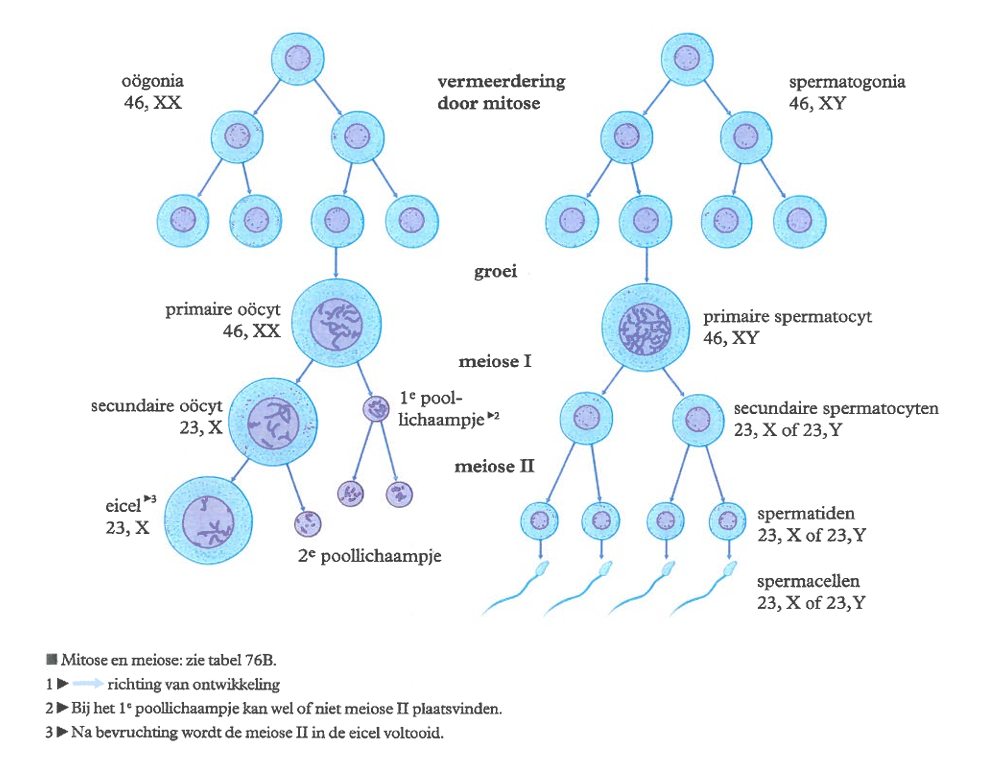 oögonia
46, XX
vermeerdering
door mitose
spermatogonia
46, XY
groei
primaire oöcyt
46, XX
primaire spermatocyt
46, XY
meiose I
secundaire oöcyt
23, X
1e pool-
lichaampje ►2
secundaire spermatocyten
23, X of 23,Y
meiose II
eicel ►3
23, X
2e poollichaampje
spermatiden
23, X of 23,Y
spermacellen
23, X of 23,Y
■ Mitose en meiose: zie tabel 76B.
1 ► richting van ontwikkeling
2 ► Bij het 1e poollichaampje kan wel of niet meiose II plaatsvinden.
3 ► Na bevruchting wordt de meiose II in de eicel voltooid.